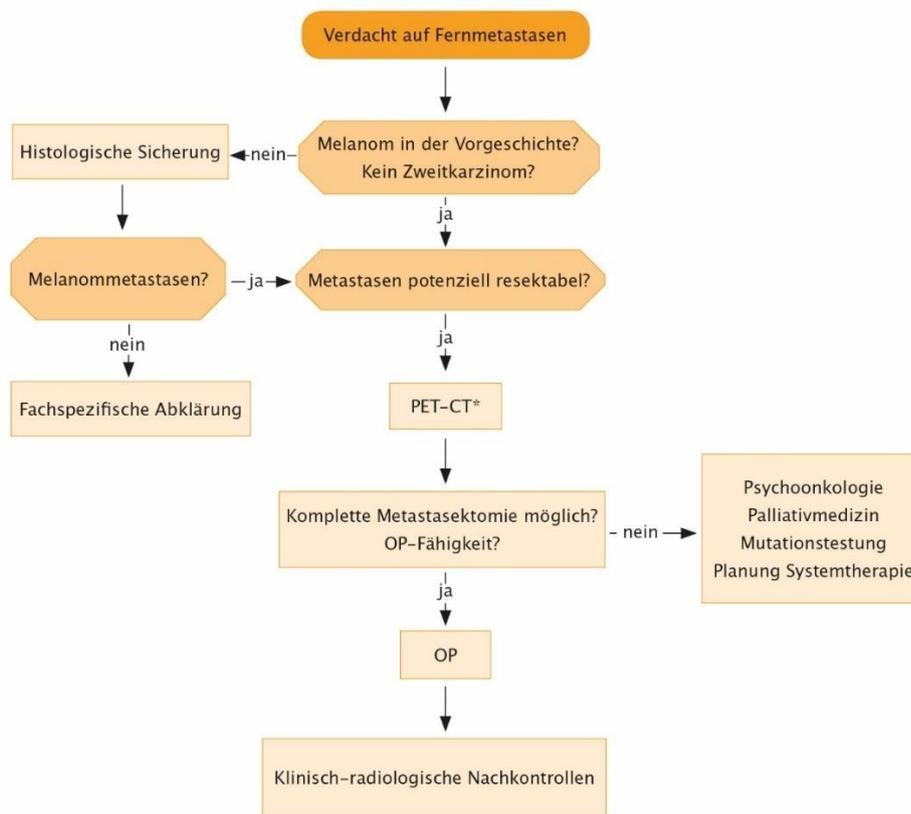 Verdacht auf Fernmetastasen
Melanom in der Vorgeschichte?
Kein Zweitkarzinom?
nein
Histologische Sicherung
ja
Melanommetastasen?
ja
Metastasen potenziell resektabel?
nein
ja
Fachspezifische Abklärung
PET-CT*
Komplette Metastasektomie möglich?
OP-Fähigkeit?
nein
Psychoonkologie
Palliativmedizin
Mutationstestung
Planung Systemtherapie
ja
OP
Klinisch-radiologische Nachkontrollen